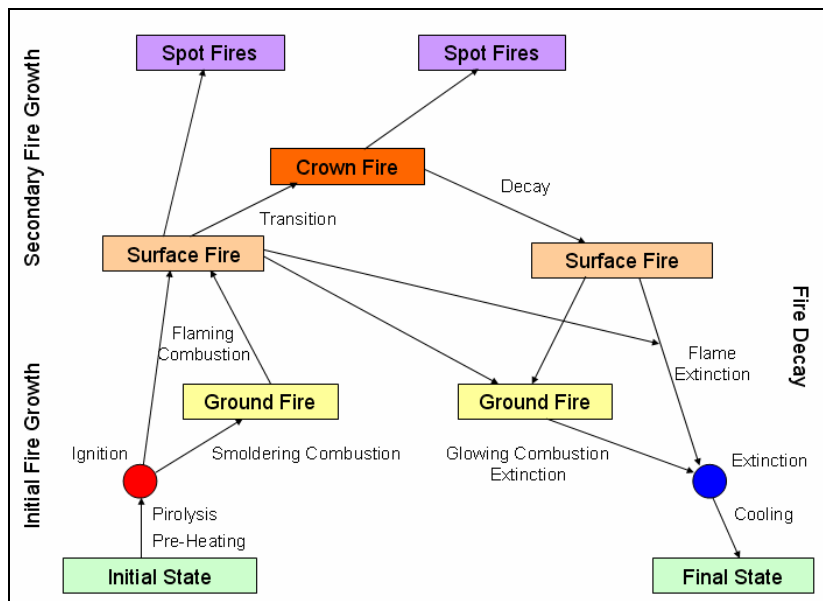 Spot Fires
Spot Fires
Secondary Fire Growth
Crown Fire
Decay
Transition
Surface Fire
Surface Fire
Fire Decay
Flaming
Combustion
Flame
Extinction
Initial Fire Growth
Ground Fire
Ground Fire
Ignition
Smoldering Combustion
Glowing Combustion
Extinction
Extinction
Pirolysis
Pre-Heating
Cooling
Initial State
Final State